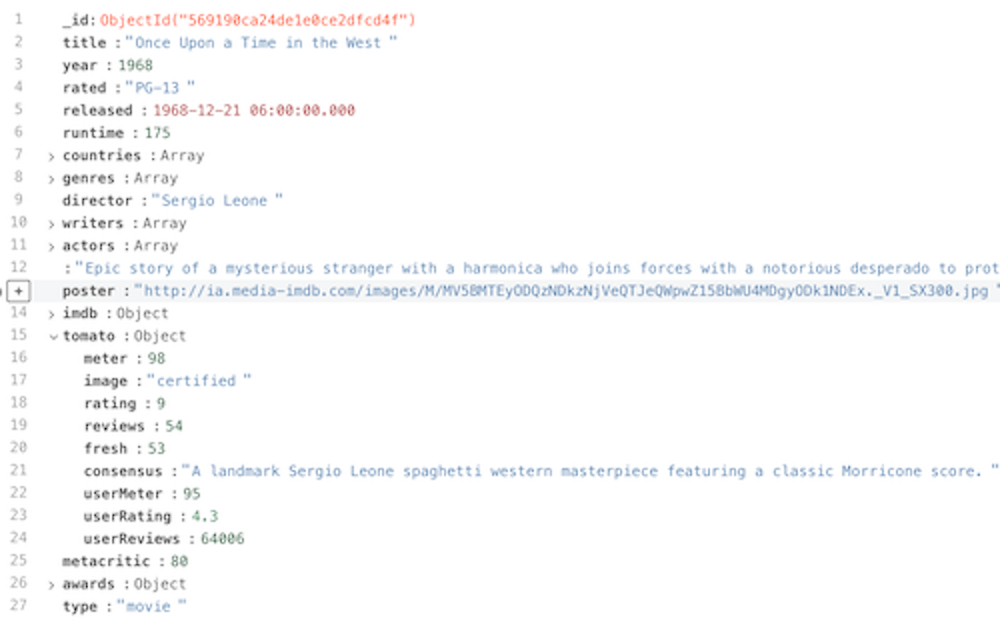 1 _id: ObjectId("569190ca24de1e0ce2dfcd4f")
2 title : "Once Upon a Time in the West "
3 year : 1968
4 rated : "PG-13 "
5 released : 1968-12-21 06:00:00.000
6 runtime : 175
7 > countries : Array
8 > genres : Array
9 director : "Sergio Leone "
10 > writers : Array
11 > actors : Array
12 : "Epic story of a mysterious stranger with a harmonica who joins forces with a notorious desperado to prot
+ poster : "http://ia.media-imdb.com/images/M/MV5BMTEyODQzNDkzNjVeQTJeQWpwZ15BbWU4MDgyODk1NDEx._V1_SX300.jpg "
14 > imdb : Object
15 ∨ tomato : Object
16 meter : 98
17 image : "certified "
18 rating : 9
19 reviews : 54
20 fresh : 53
21 consensus : "A landmark Sergio Leone spaghetti western masterpiece featuring a classic Morricone score. "
22 userMeter : 95
23 userRating : 4.3
24 userReviews : 64006
25 metacritic : 80
26 > awards : Object
27 type : "movie "